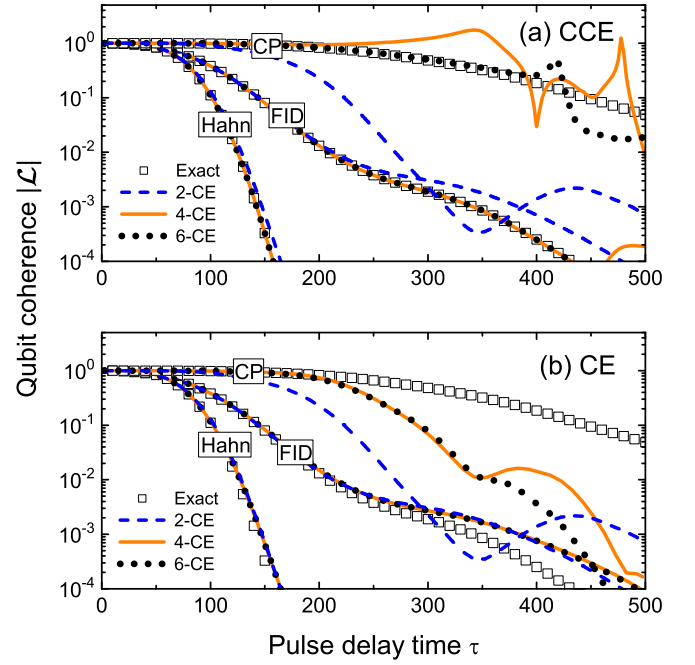 Qubit coherence |𝓛|
(a) CCE
10⁰
10⁻¹
10⁻²
10⁻³
10⁻⁴
CP
FID
Hahn
Exact
2-CE
4-CE
6-CE
0 100 200 300 400 500
(b) CE
10⁰
10⁻¹
10⁻²
10⁻³
10⁻⁴
CP
Hahn
FID
Exact
2-CE
4-CE
6-CE
0 100 200 300 400 500
Pulse delay time τ